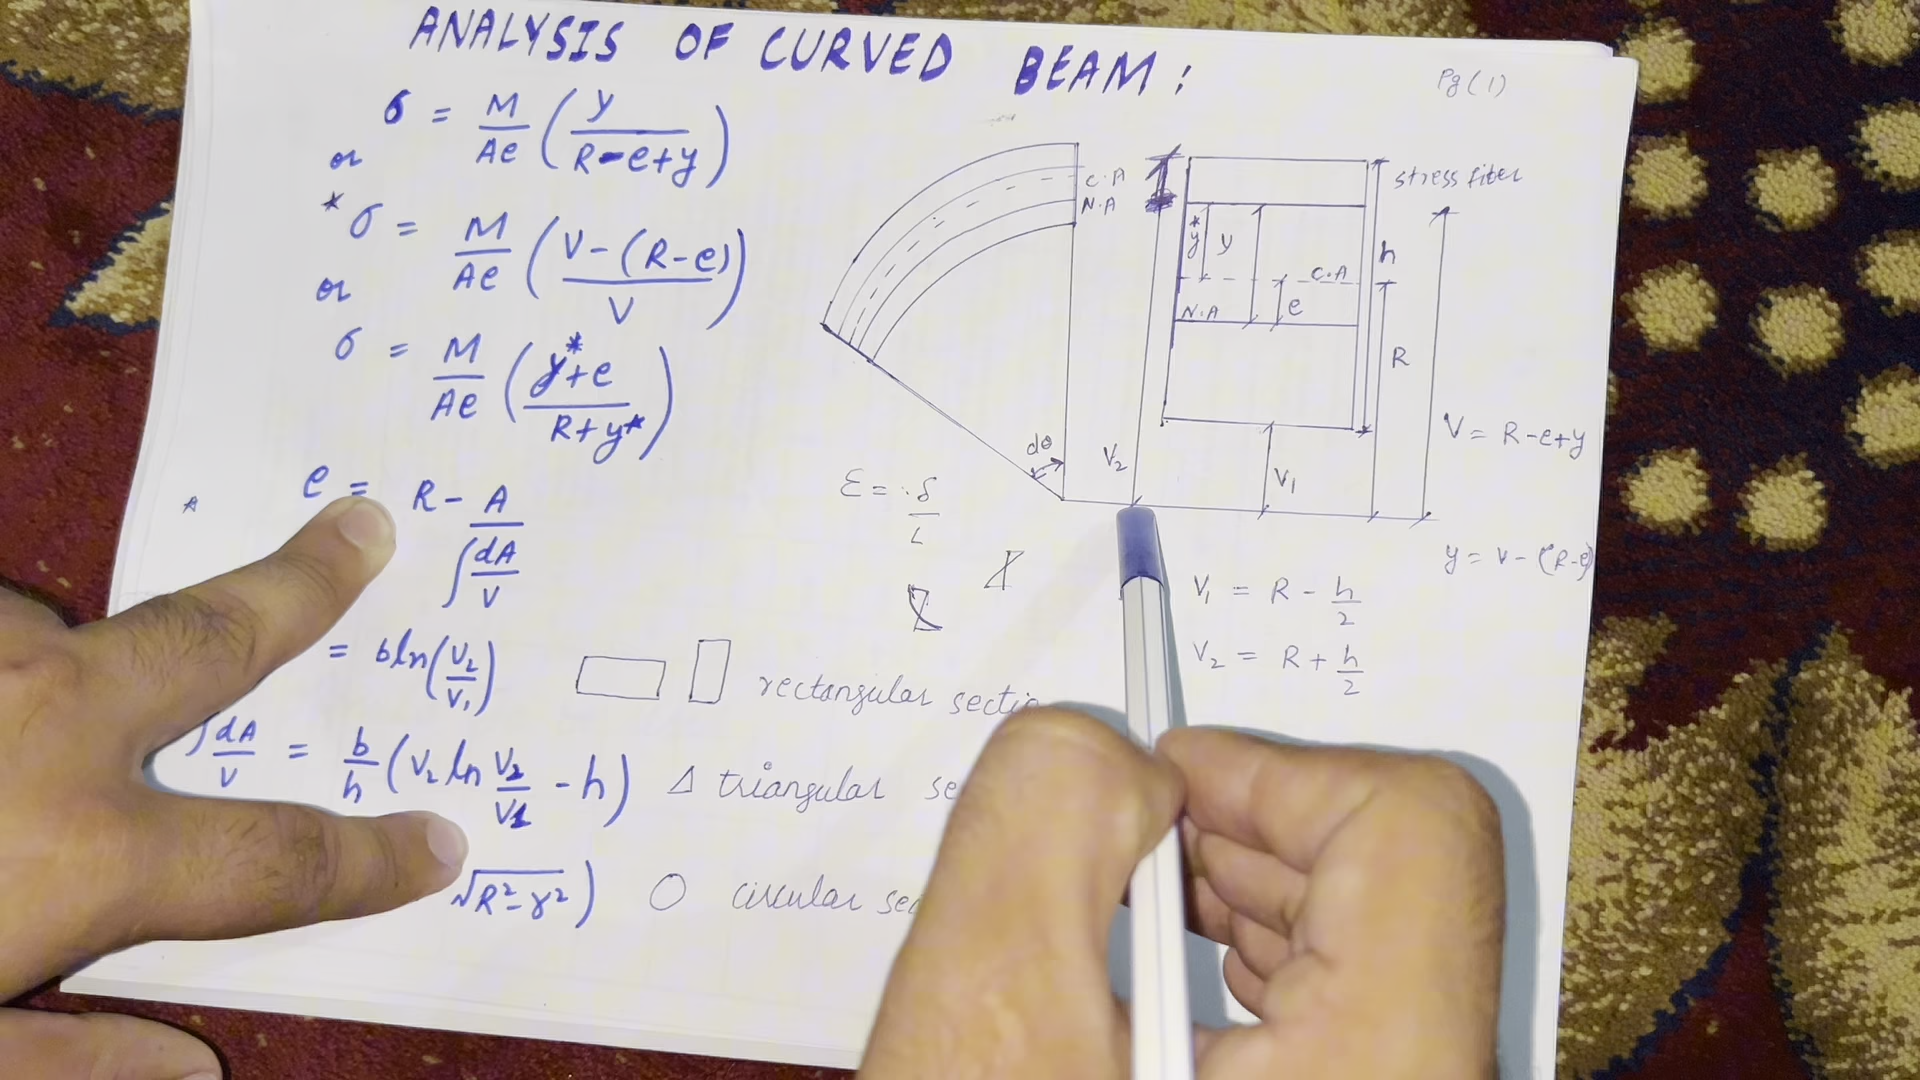 ANALYSIS OF CURVED BEAM :
Pg(1)
σ = M/Ae ( y / R-e+y )
or
* σ = M/Ae ( V-(R-e) / V )
or
σ = M/Ae ( y*+e / R+y* )
e = R - A / ∫ dA/V
= b ln ( V₂/V₁ ) rectangular
∫ dA/V = b/h ( V₂ ln V₂/V1 - h ) Δ triangular
√R²-r² ) circular
C.A
N.A
dθ
ε = δ/L
stress fiber
y*
y
C.A
h
N.A
e
R
V₂
V₁
V = R-e+y
y = V-(R-e)
V₁ = R - h/2
V₂ = R + h/2